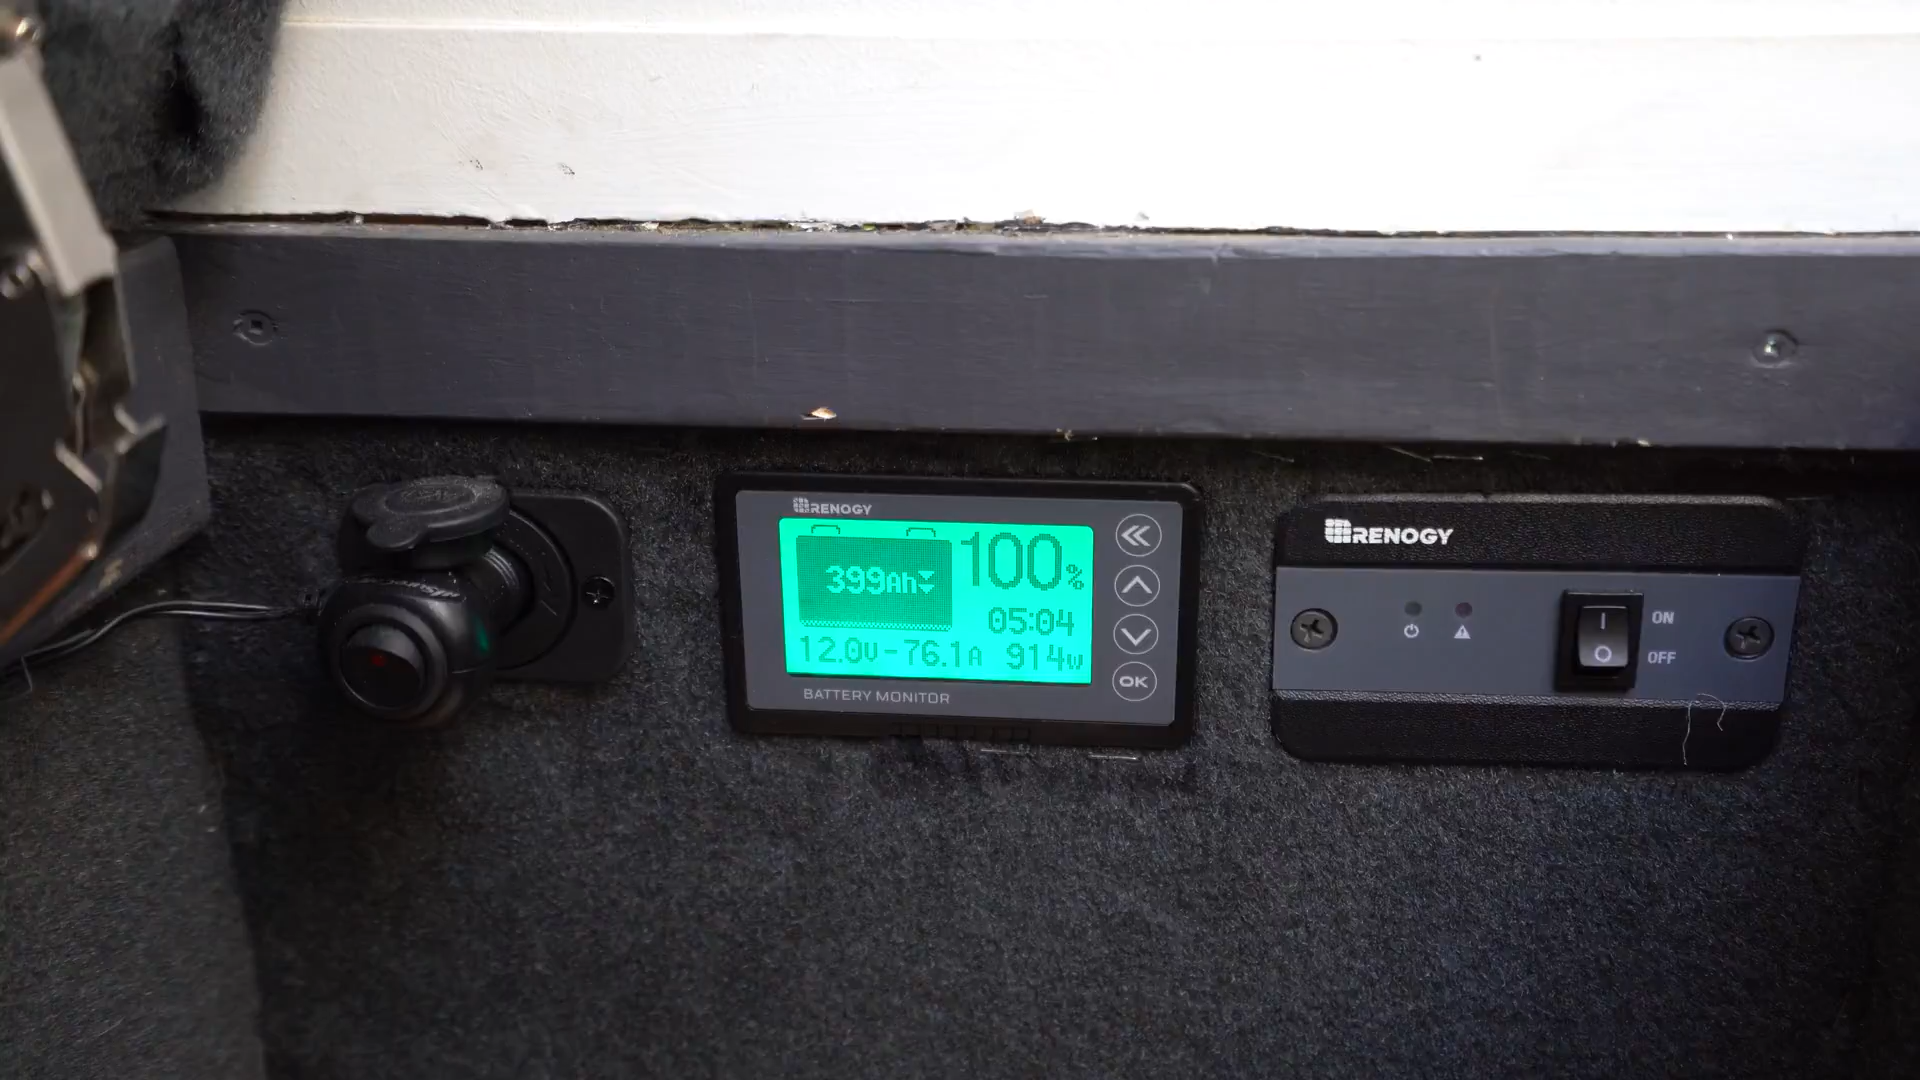 RENOGY
399Ah
100%
05:04
12.0V -76.1A 914W
BATTERY MONITOR
OK
RENOGY
ON
OFF